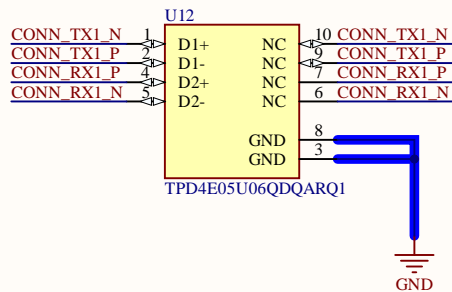 U12
CONN_TX1_N 1 D1+ NC 10 CONN_TX1_N
CONN_TX1_P 2 D1- NC 9 CONN_TX1_P
CONN_RX1_P 4 D2+ NC 7 CONN_RX1_P
CONN_RX1_N 5 D2- NC 6 CONN_RX1_N
GND 8
GND 3
TPD4E05U06QDQARQ1
GND